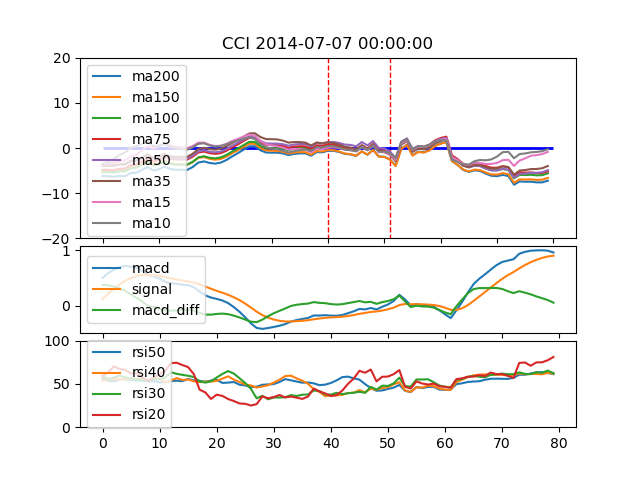 CCI 2014-07-07 00:00:00
20
10
0
−10
−20
ma200
ma150
ma100
ma75
ma50
ma35
ma15
ma10
1
0
macd
signal
macd_diff
100
50
0
rsi50
rsi40
rsi30
rsi20
0 10 20 30 40 50 60 70 80